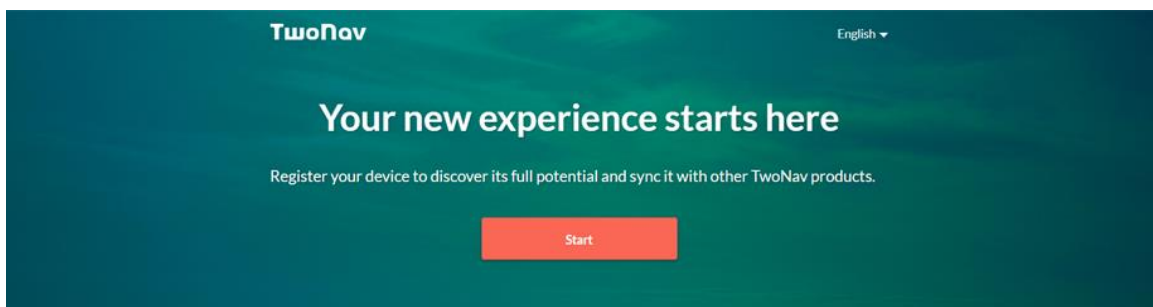 TwoNav
English
Your new experience starts here
Register your device to discover its full potential and sync it with other TwoNav products.
Start